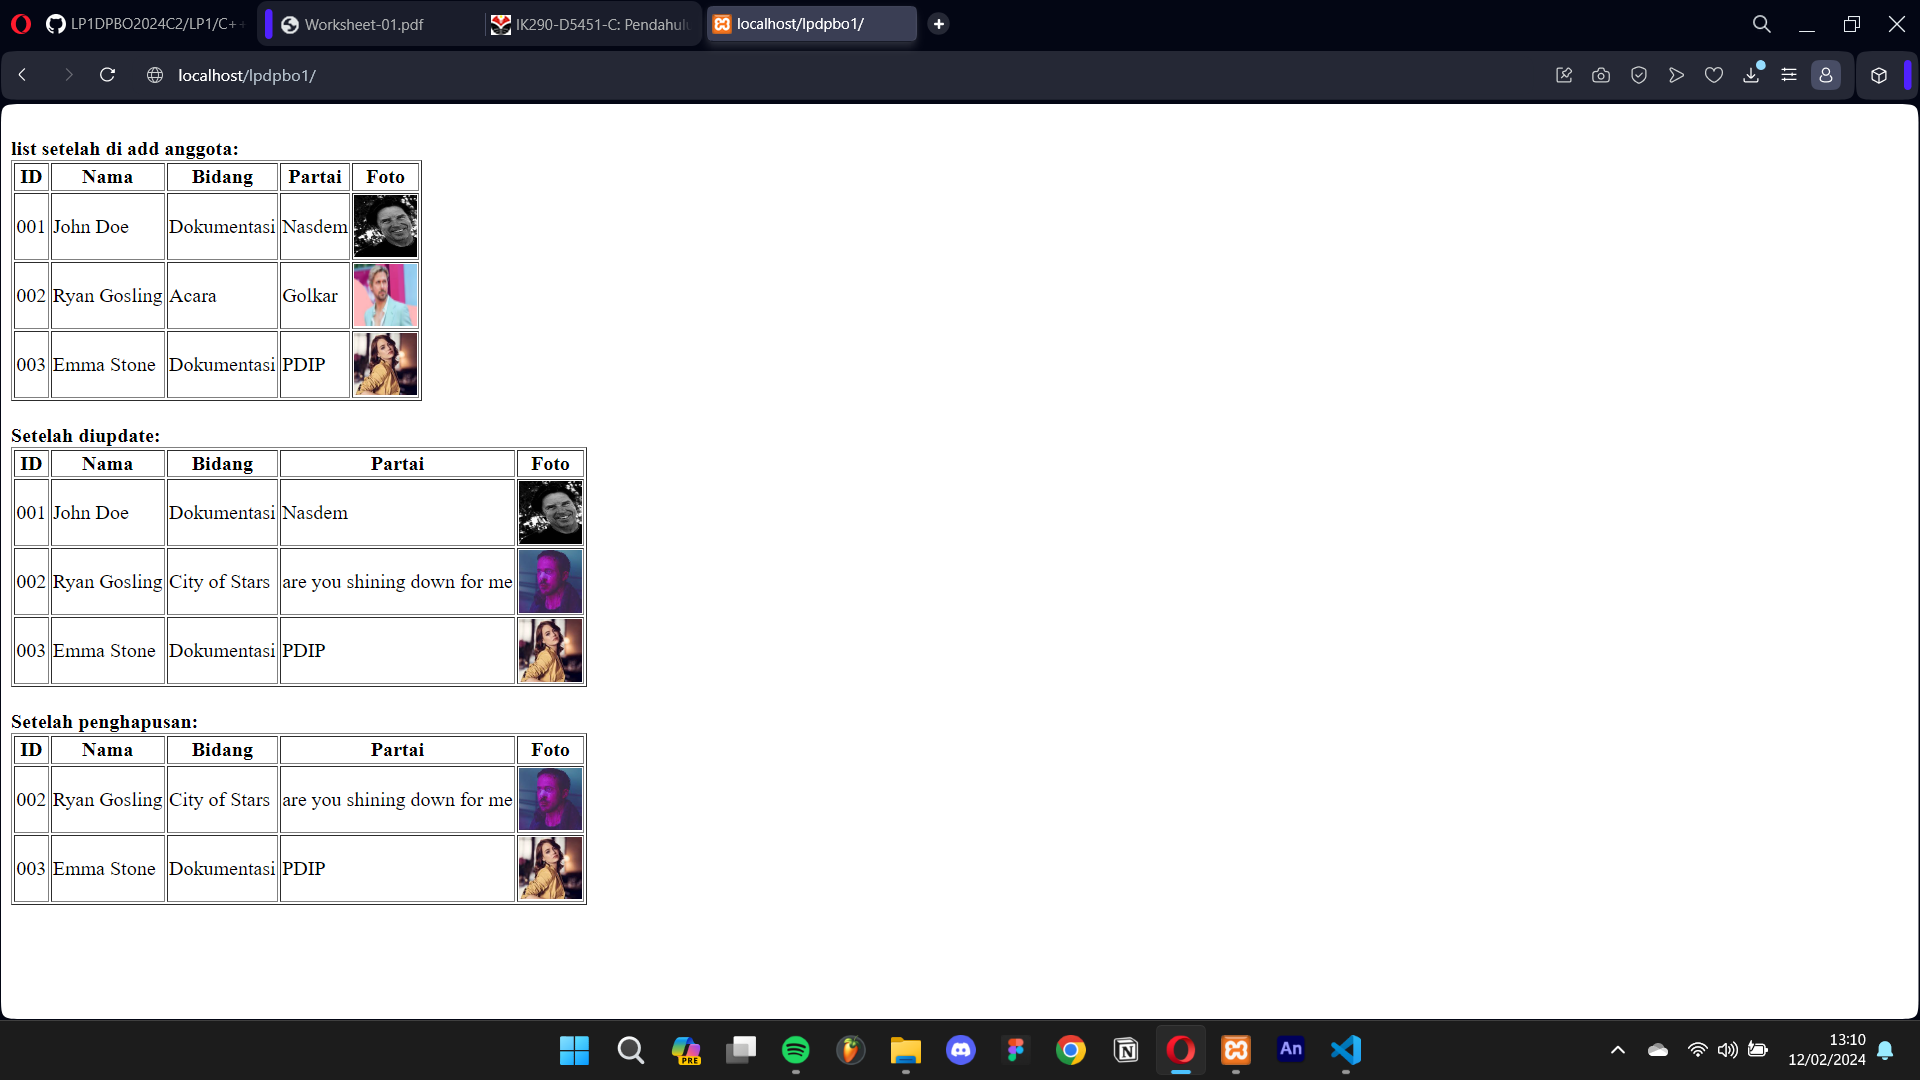 LP1DPBO2024C2/LP1/C++
Worksheet-01.pdf
IK290-D5451-C: Pendahulu
localhost/lpdpbo1/
localhost/lpdpbo1/
list setelah di add anggota:
ID Nama Bidang Partai Foto
001 John Doe Dokumentasi Nasdem
002 Ryan Gosling Acara Golkar
003 Emma Stone Dokumentasi PDIP
Setelah diupdate:
ID Nama Bidang Partai Foto
001 John Doe Dokumentasi Nasdem
002 Ryan Gosling City of Stars are you shining down for me
003 Emma Stone Dokumentasi PDIP
Setelah penghapusan:
ID Nama Bidang Partai Foto
002 Ryan Gosling City of Stars are you shining down for me
003 Emma Stone Dokumentasi PDIP
PRE
An
13:10
12/02/2024